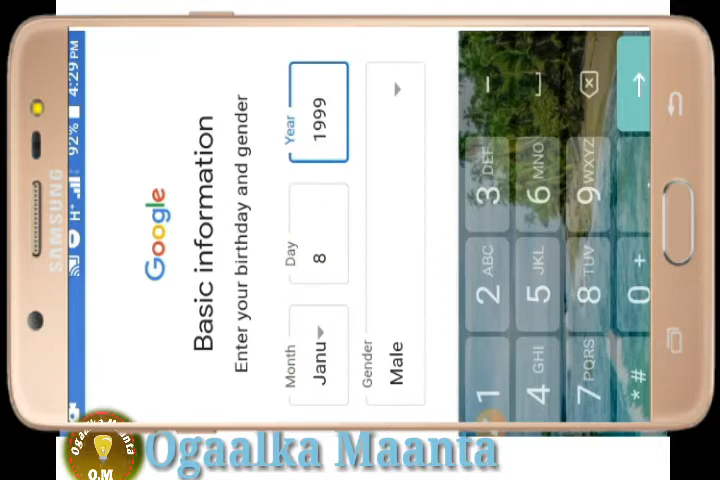 SAMSUNG
H+ 92% 4:29 PM
Google
Basic information
Enter your birthday and gender
Month Day Year
Janu 8 1999
Gender
Male
1 2 ABC 3 DEF -
4 GHI 5 JKL 6 MNO
7 PQRS 8 TUV 9 WXYZ
* # 0 + .
Ogaalka Maanta
O.M
Ogaalka Maanta